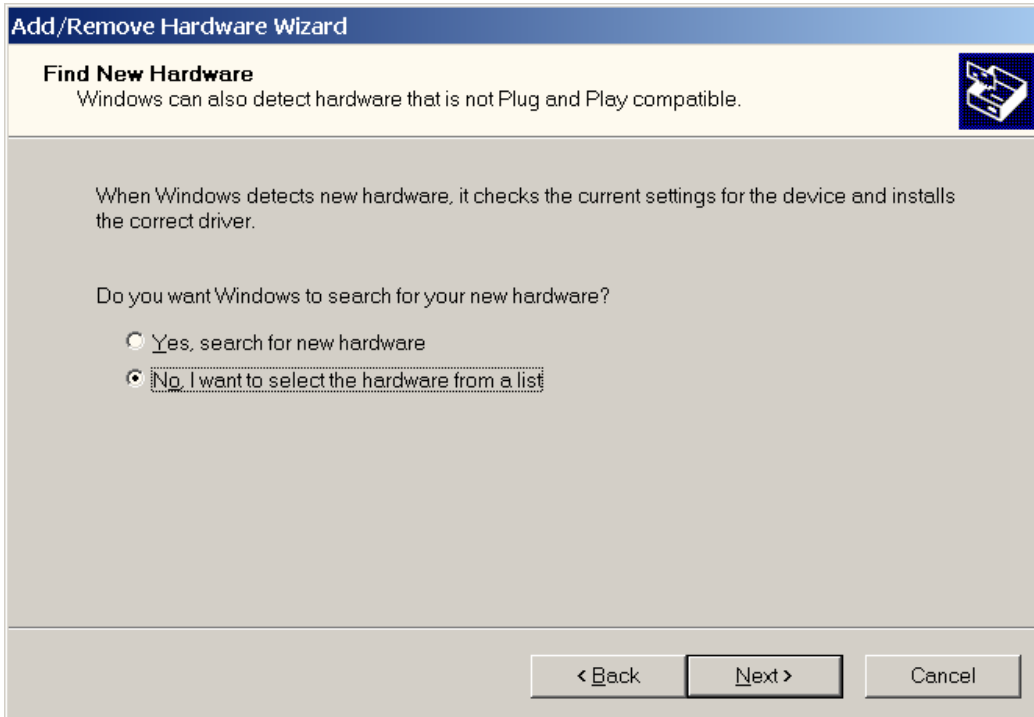 Add/Remove Hardware Wizard
Find New Hardware
Windows can also detect hardware that is not Plug and Play compatible.
When Windows detects new hardware, it checks the current settings for the device and installs
the correct driver.
Do you want Windows to search for your new hardware?
Yes, search for new hardware
No, I want to select the hardware from a list
< Back Next > Cancel